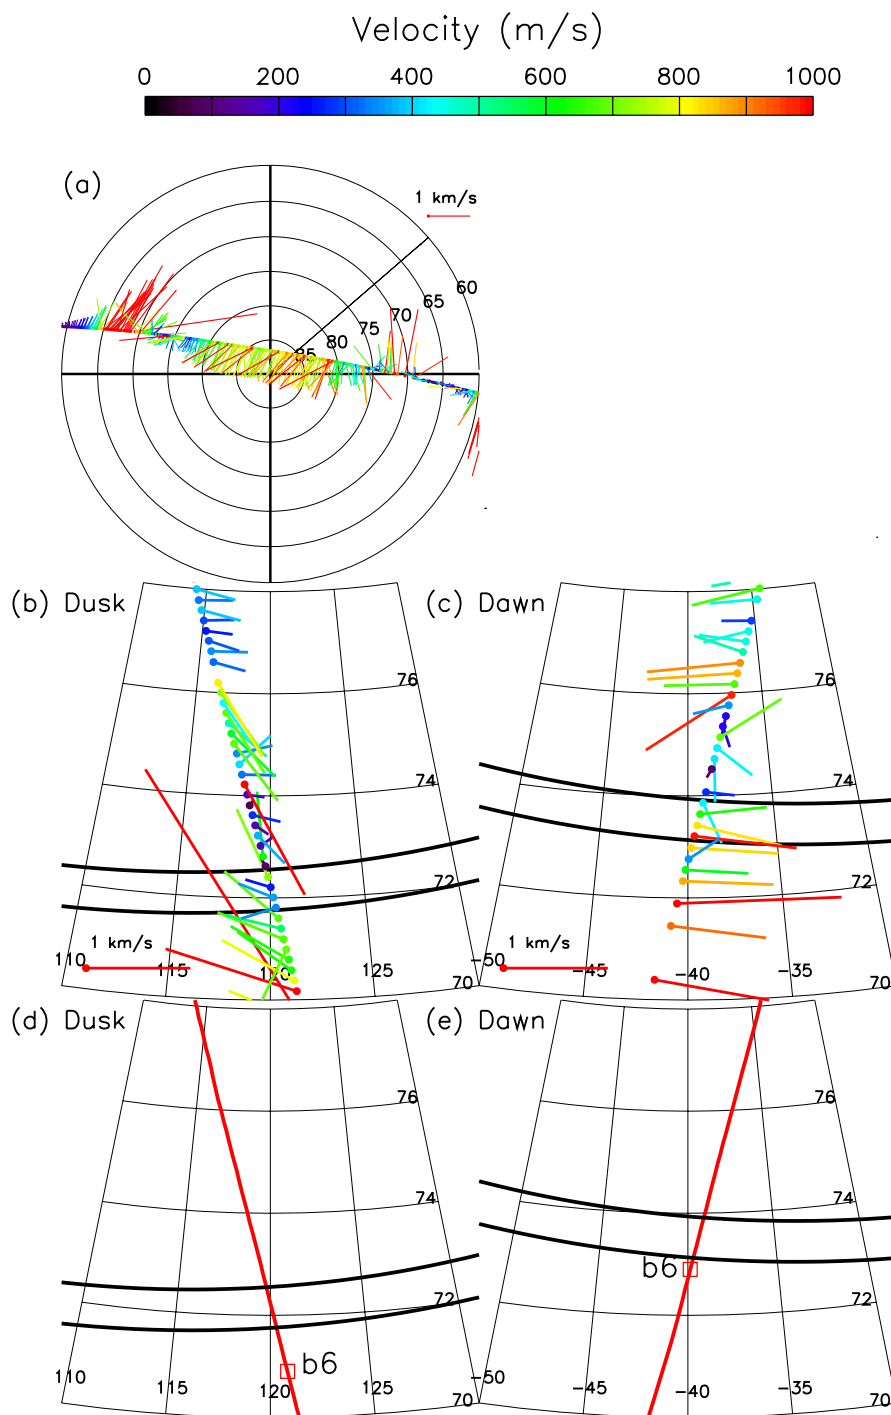 Velocity (m/s)
0 200 400 600 800 1000
(a)
1 km/s
60
65
70
75
80
85
(b) Dusk
(c) Dawn
76
76
74
74
72
72
1 km/s
1 km/s
110 115 120 125 70
-50 -45 -40 -35 70
(d) Dusk
(e) Dawn
76
76
74
74
72
72
b6
b6
110 115 120 125 70
-50 -45 -40 -35 70